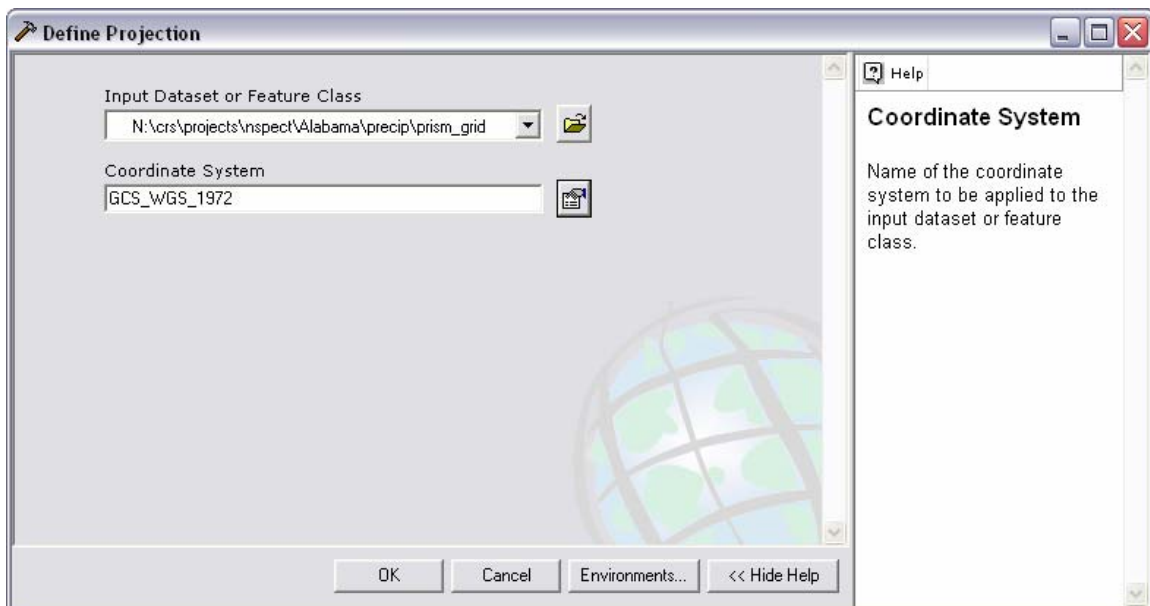 Define Projection
Input Dataset or Feature Class
N:\crs\projects\nspect\Alabama\precip\prism_grid
Coordinate System
GCS_WGS_1972
OK
Cancel
Environments...
<< Hide Help
Help
Coordinate System
Name of the coordinate
system to be applied to the
input dataset or feature
class.